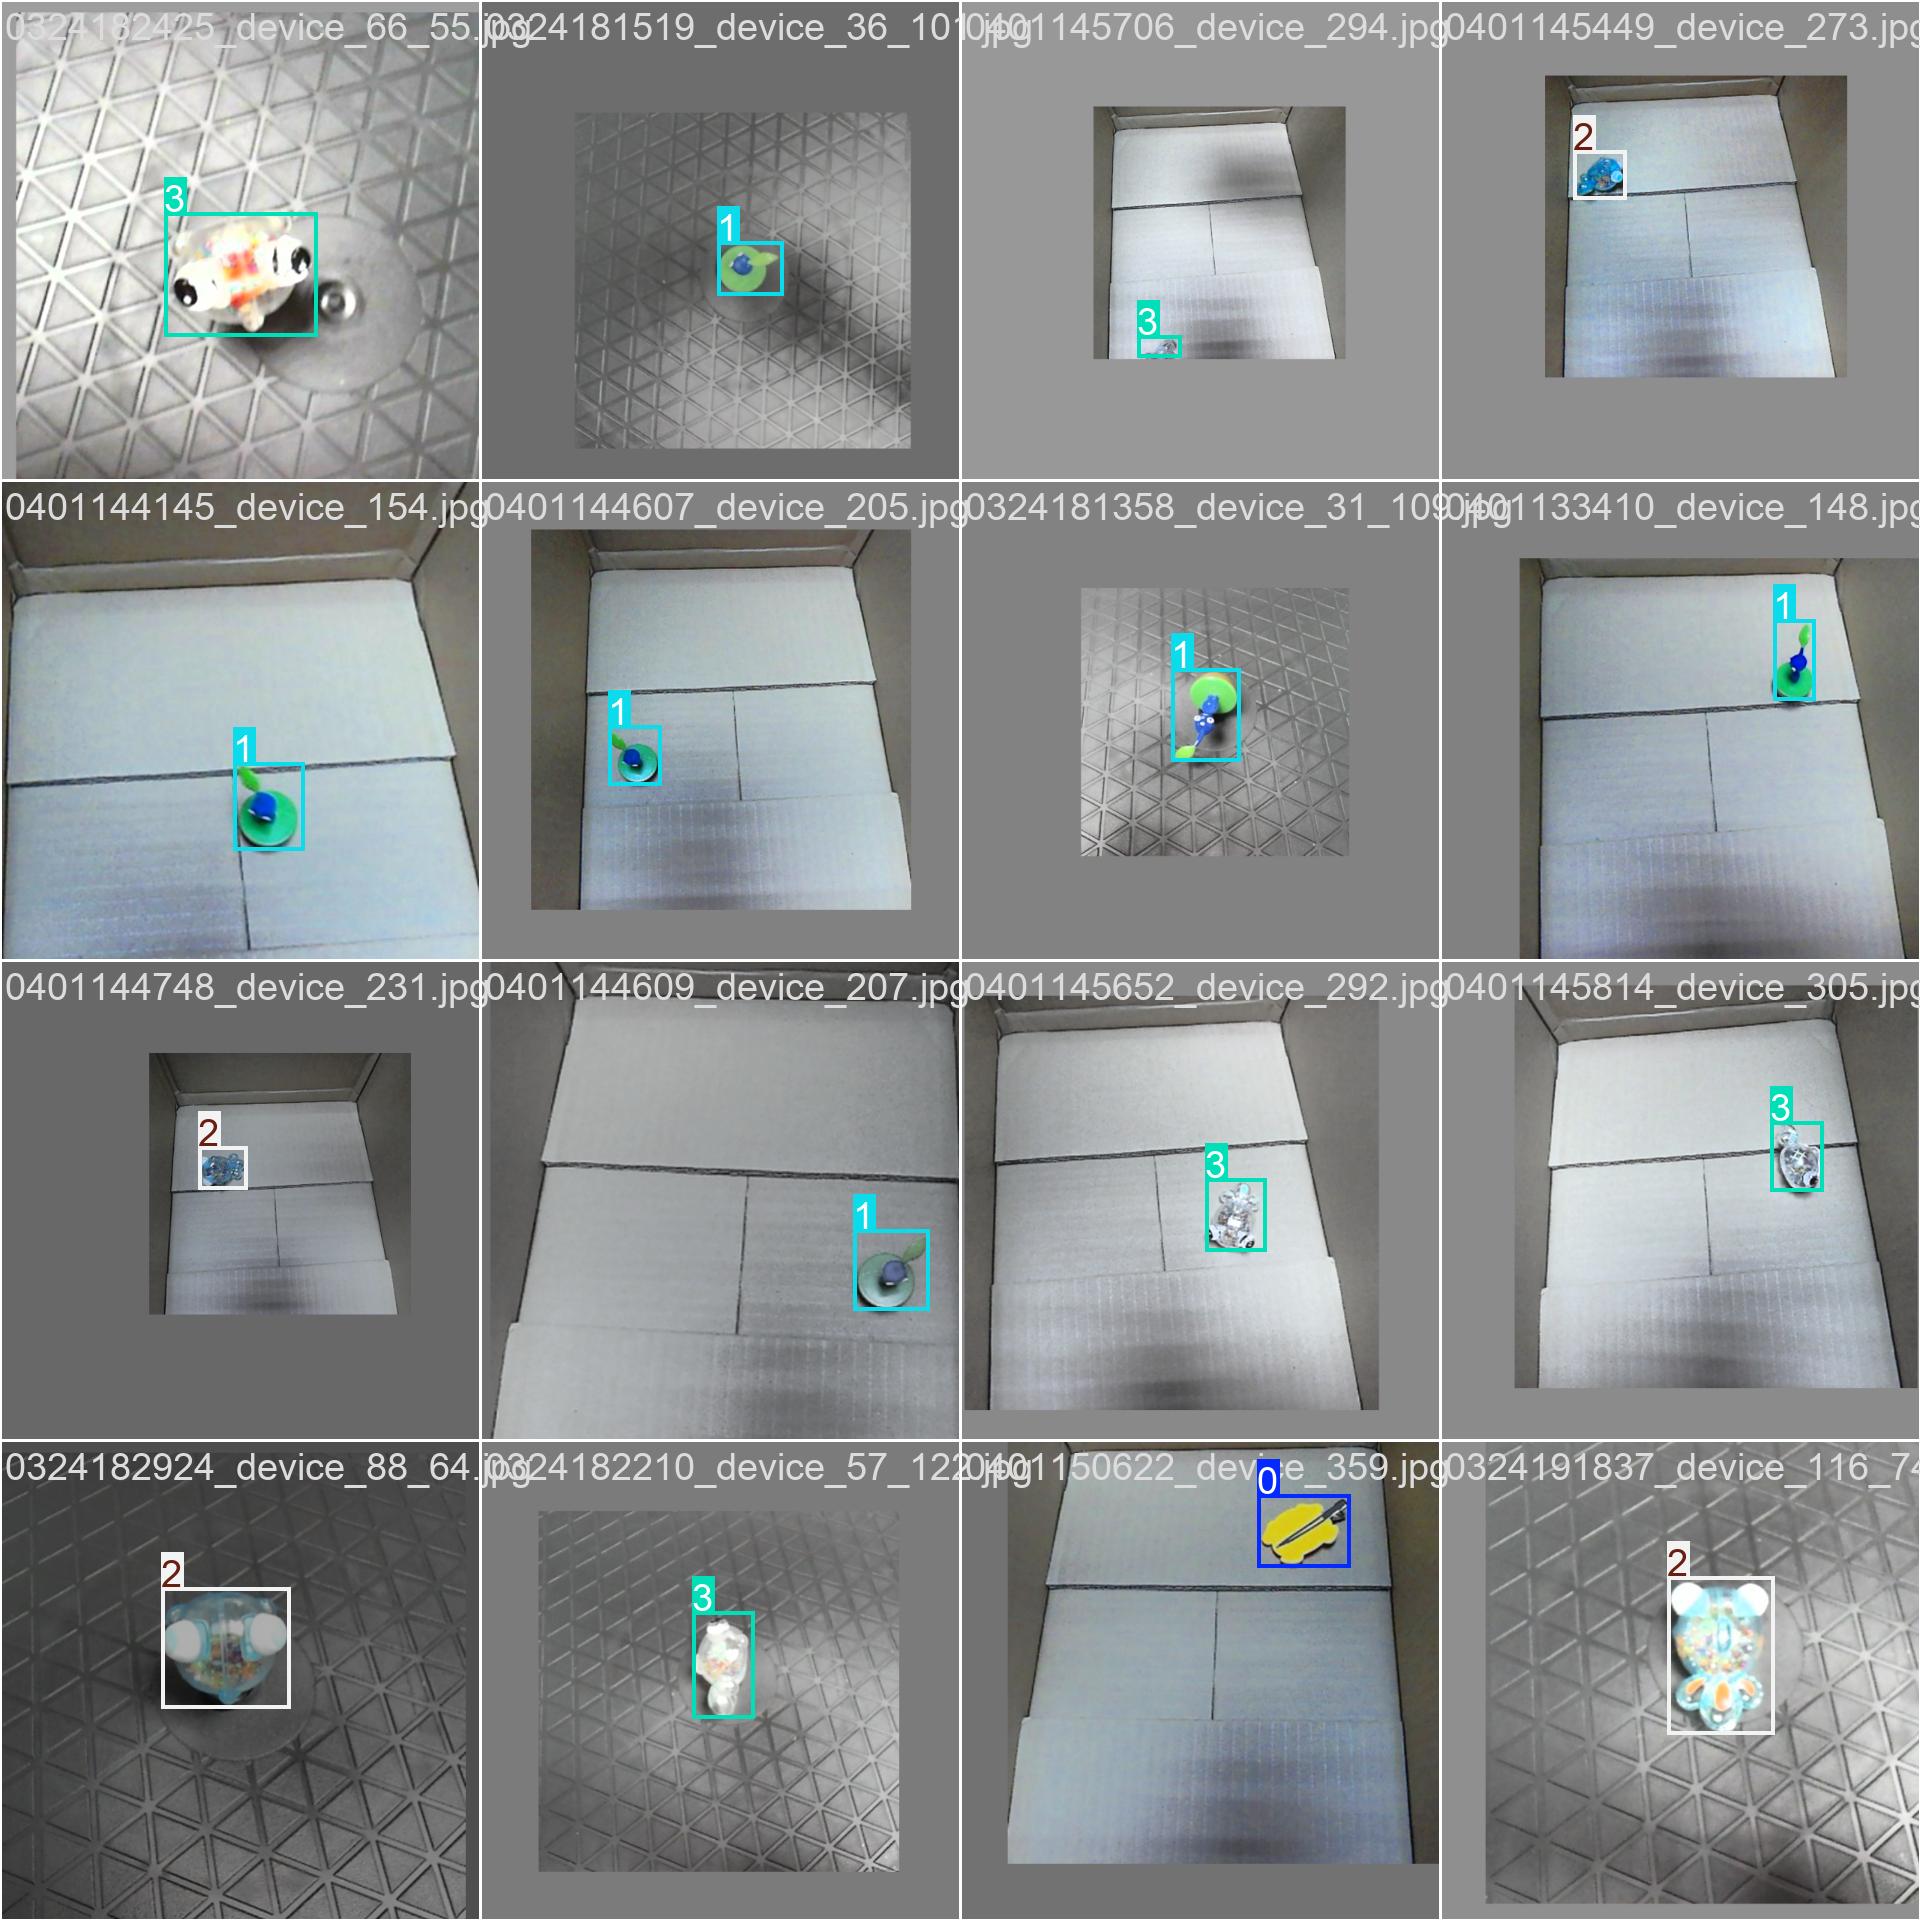 0324182425_device_66_55.jpg
0324181519_device_36_101.jpg
0401145706_device_294.jpg
0401145449_device_273.jpg
3
1
3
2
0401144145_device_154.jpg
0401144607_device_205.jpg
0324181358_device_31_109.jpg
0401133410_device_148.jpg
1
1
1
1
0401144748_device_231.jpg
0401144609_device_207.jpg
0401145652_device_292.jpg
0401145814_device_305.jpg
2
1
3
3
0324182924_device_88_64.jpg
0324182210_device_57_122.jpg
0401150622_device_359.jpg
0324191837_device_116_74
2
3
0
2